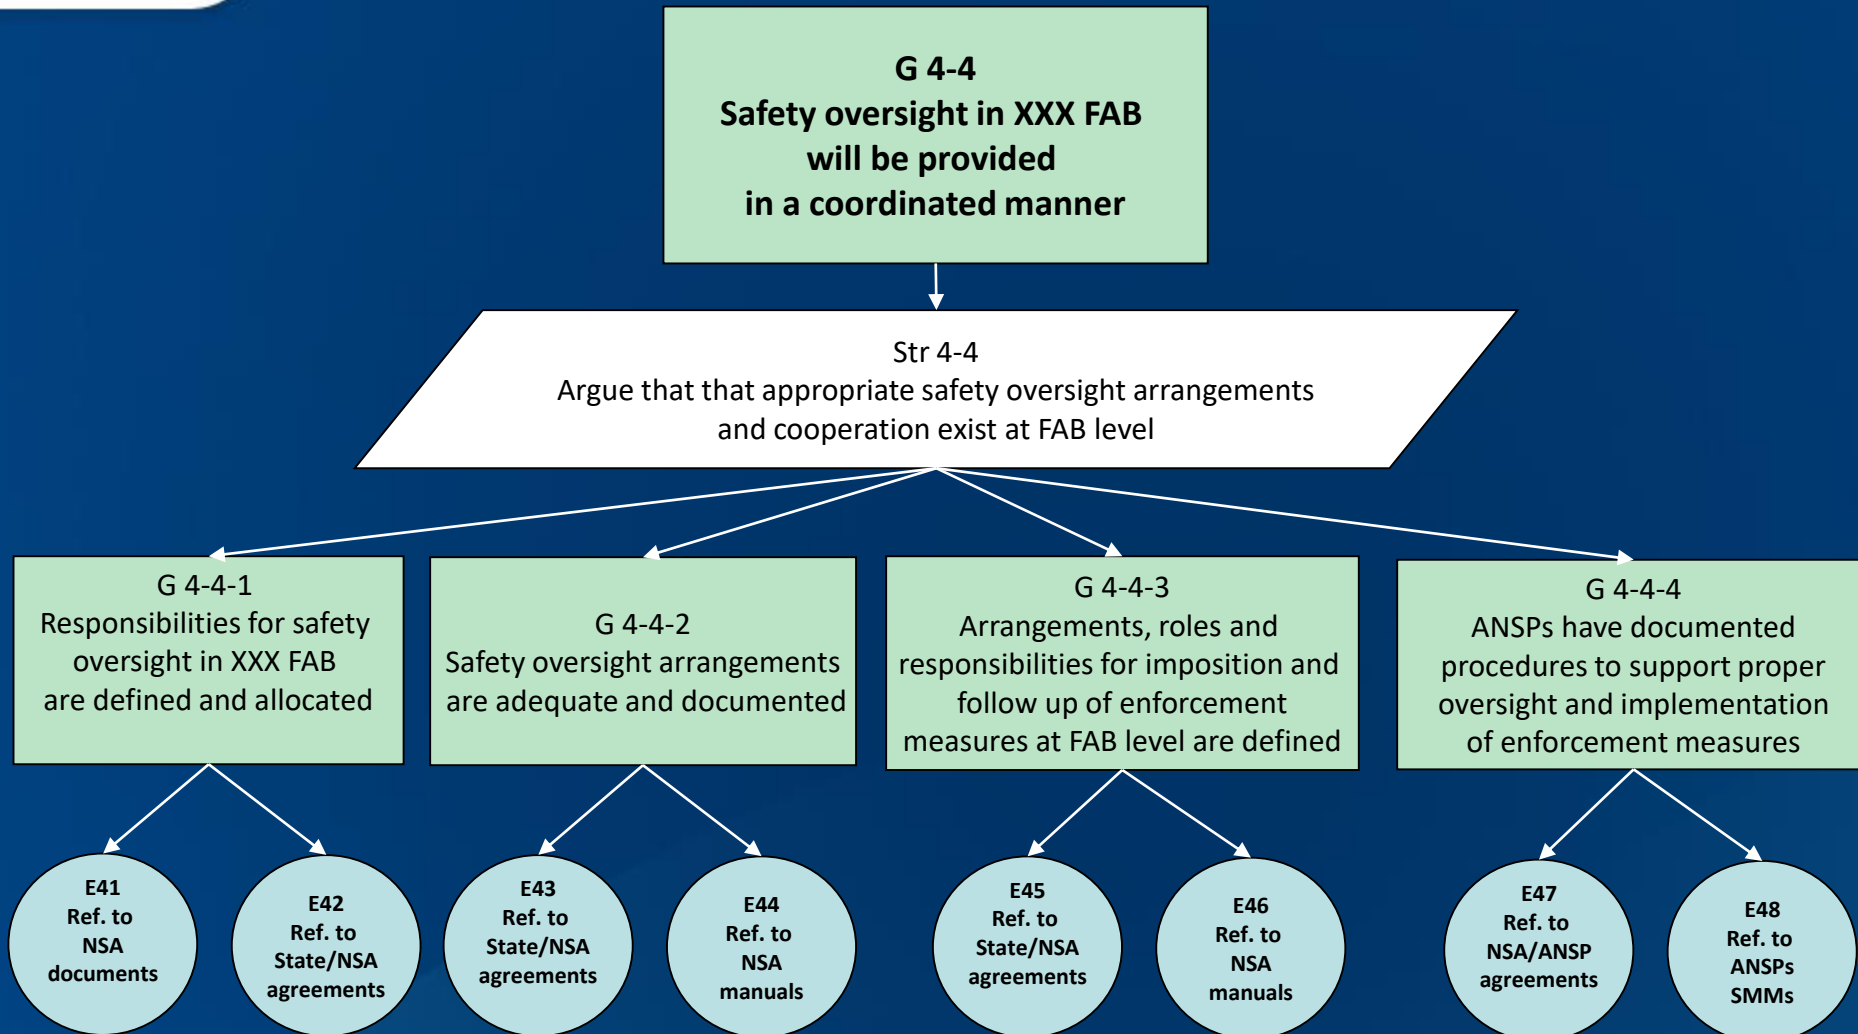 G 4-4
Safety oversight in XXX FAB
will be provided
in a coordinated manner
Str 4-4
Argue that that appropriate safety oversight arrangements
and cooperation exist at FAB level
G 4-4-1
Responsibilities for safety
oversight in XXX FAB
are defined and allocated
G 4-4-2
Safety oversight arrangements
are adequate and documented
G 4-4-3
Arrangements, roles and
responsibilities for imposition and
follow up of enforcement
measures at FAB level are defined
G 4-4-4
ANSPs have documented
procedures to support proper
oversight and implementation
of enforcement measures
E41
Ref. to
NSA
documents
E42
Ref. to
State/NSA
agreements
E43
Ref. to
State/NSA
agreements
E44
Ref. to
NSA
manuals
E45
Ref. to
State/NSA
agreements
E46
Ref. to
NSA
manuals
E47
Ref. to
NSA/ANSP
agreements
E48
Ref. to
ANSPs
SMMs